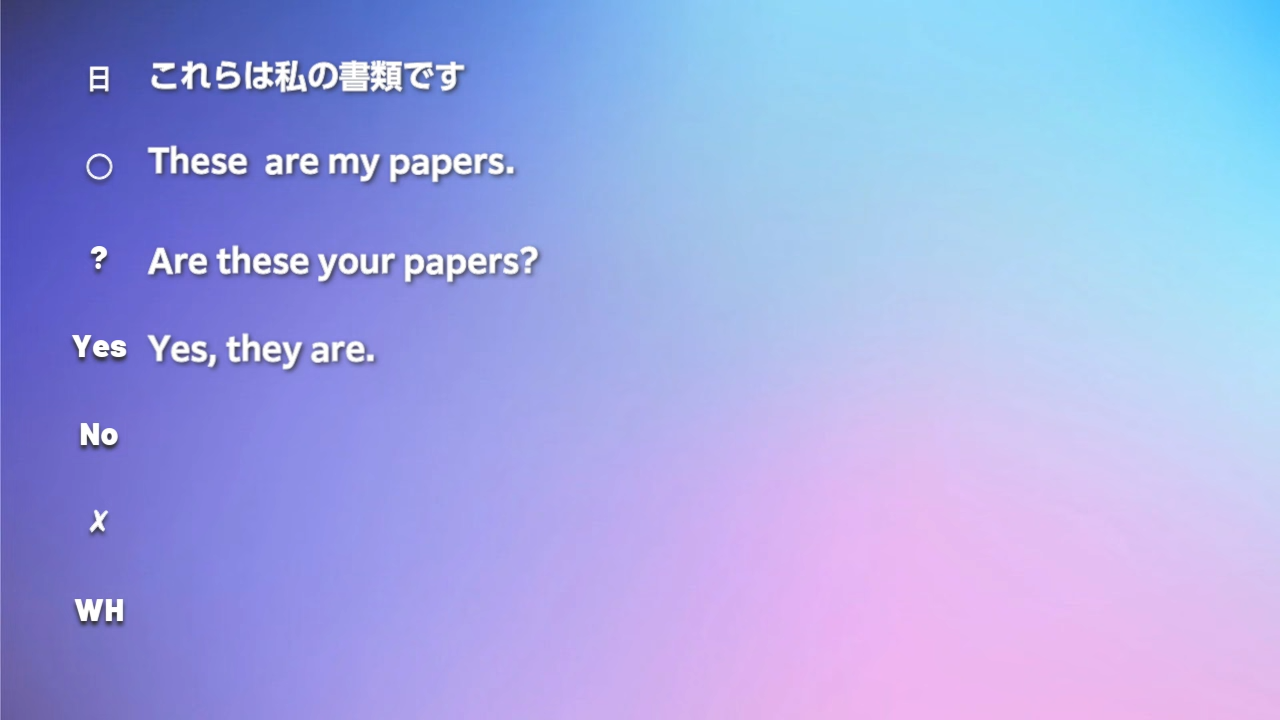 日 これらは私の書類です
○ These are my papers.
? Are these your papers?
Yes Yes, they are.
No
✗
WH